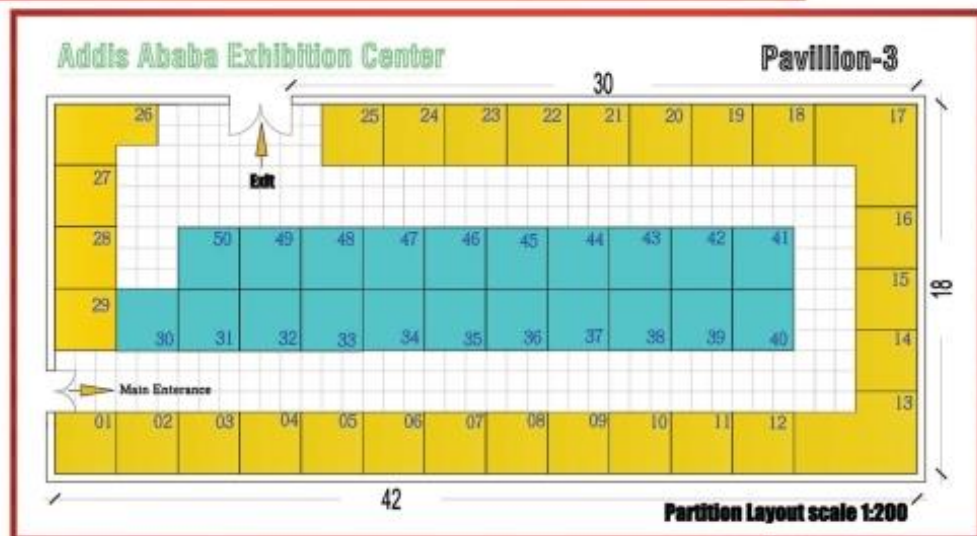 Addis Ababa Exhibition Center
Pavillion-3
30
26
25 24 23 22 21 20 19 18 17
Exit
27
28
50 49 48 47 46 45 44 43 42 41
16
15
18
29
30 31 32 33 34 35 36 37 38 39 40
14
Main Enterance
13
01 02 03 04 05 06 07 08 09 10 11 12
42
Partition Layout scale 1:200